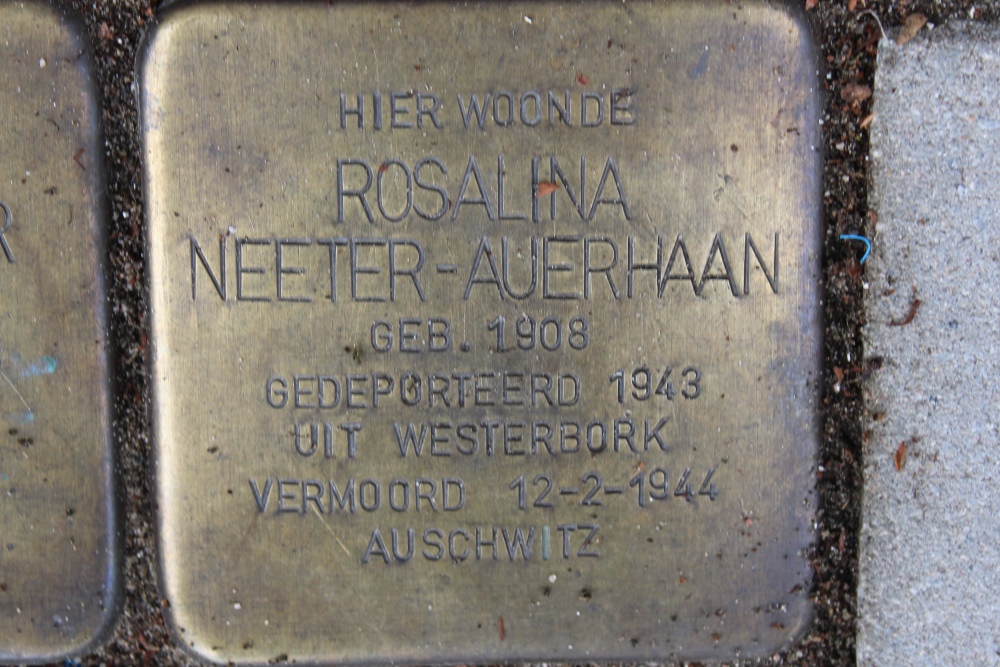 HIER WOONDE
ROSALINA
NEETER-AUERHAAN
GEB. 1908
GEDEPORTEERD 1943
UIT WESTERBORK
VERMOORD 12-2-1944
AUSCHWITZ
R